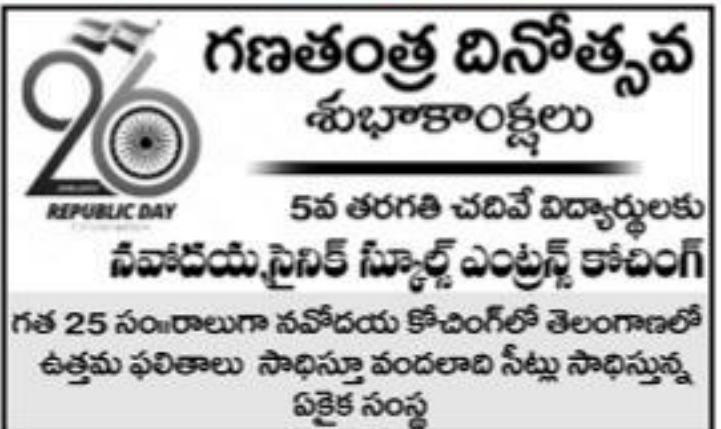 గణతంత్ర దినోత్సవ
శుభాకాంక్షలు
26
REPUBLIC DAY
5వ తరగతి చదివే విద్యార్థులకు
నవోదయ,సైనిక్ స్కూల్స్ ఎంట్రన్స్ కోచింగ్
గత 25 సం॥రాలుగా నవోదయ కోచింగ్‌లో తెలంగాణలో
ఉత్తమ ఫలితాలు సాధిస్తూ వందలాది సీట్లు సాధిస్తున్న
ఏకైక సంస్థ